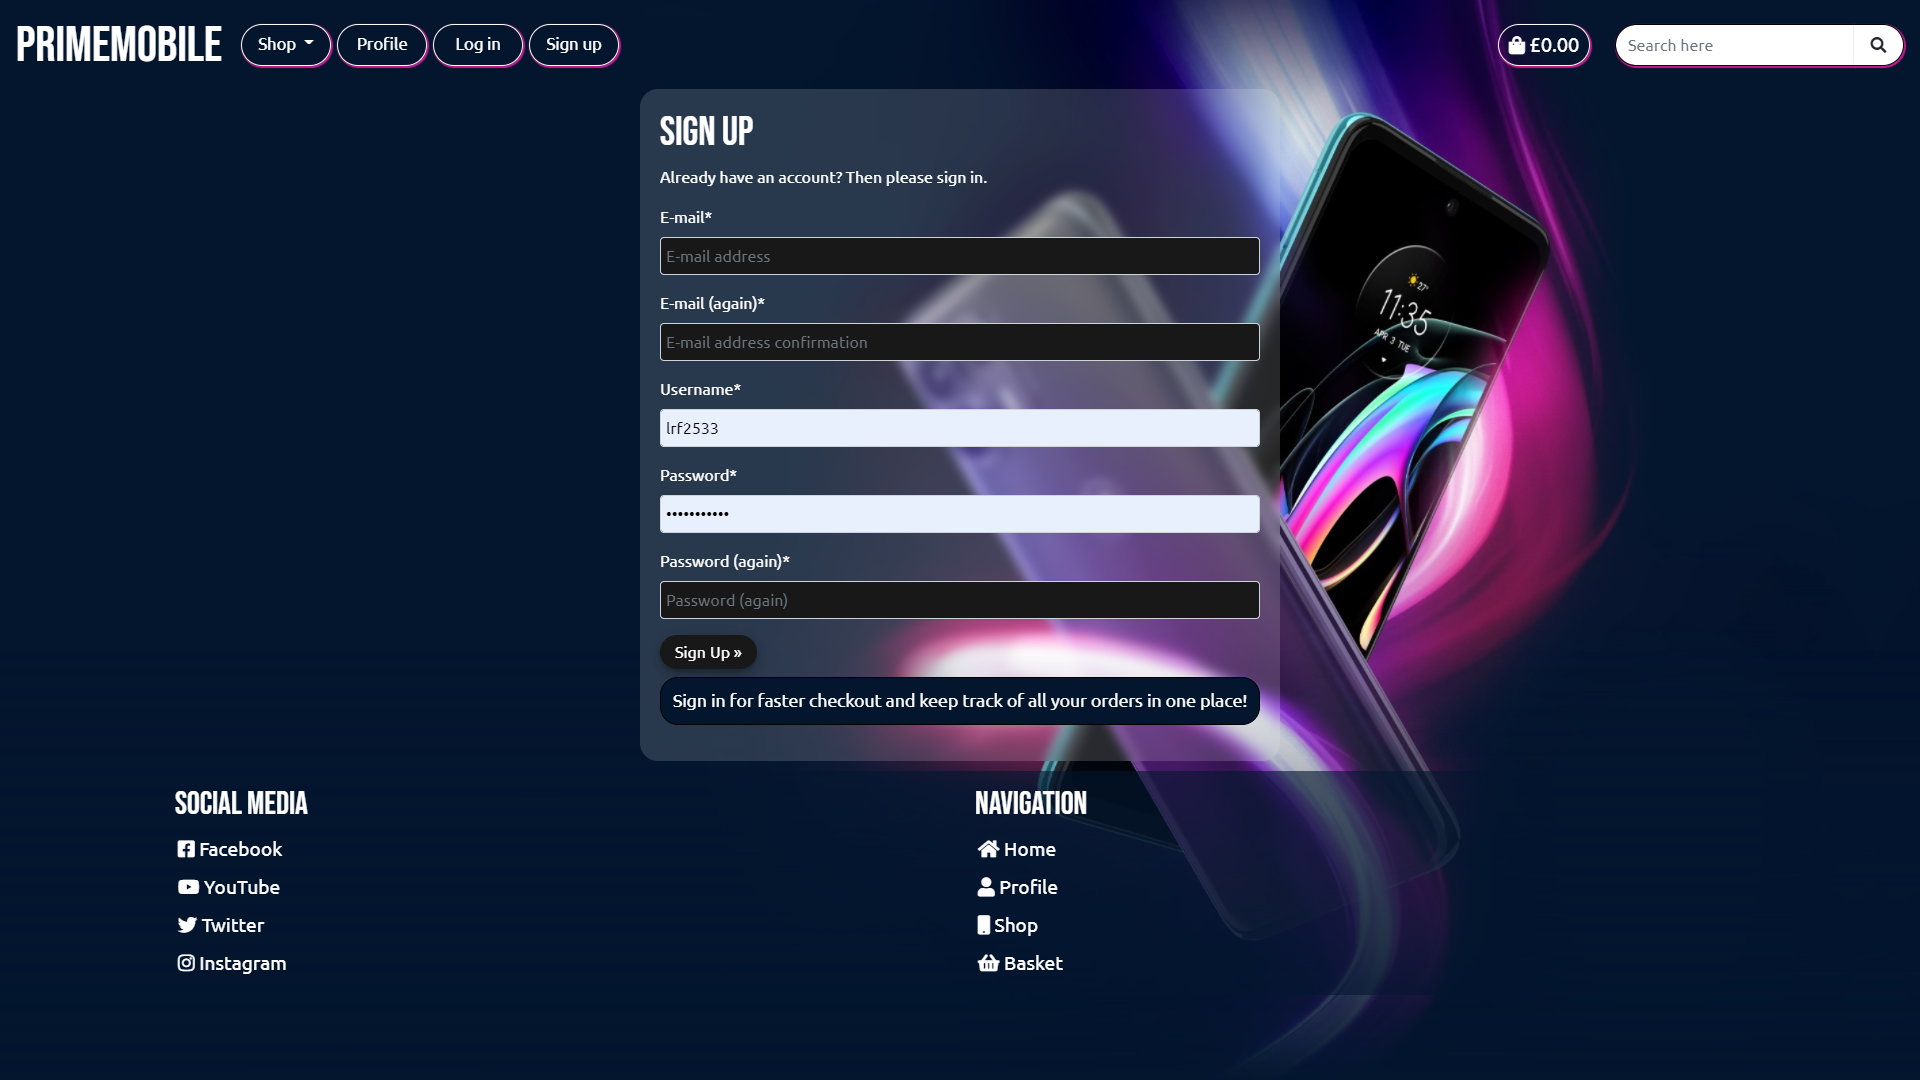 PRIMEMOBILE
Shop
Profile
Log in
Sign up
£0.00
Search here
SIGN UP
Already have an account? Then please sign in.
E-mail*
E-mail address
E-mail (again)*
E-mail address confirmation
Username*
lrf2533
Password*
•••••••••••
Password (again)*
Password (again)
Sign Up »
Sign in for faster checkout and keep track of all your orders in one place!
27°
11:35
APR 3 TUE
SOCIAL MEDIA
Facebook
YouTube
Twitter
Instagram
NAVIGATION
Home
Profile
Shop
Basket